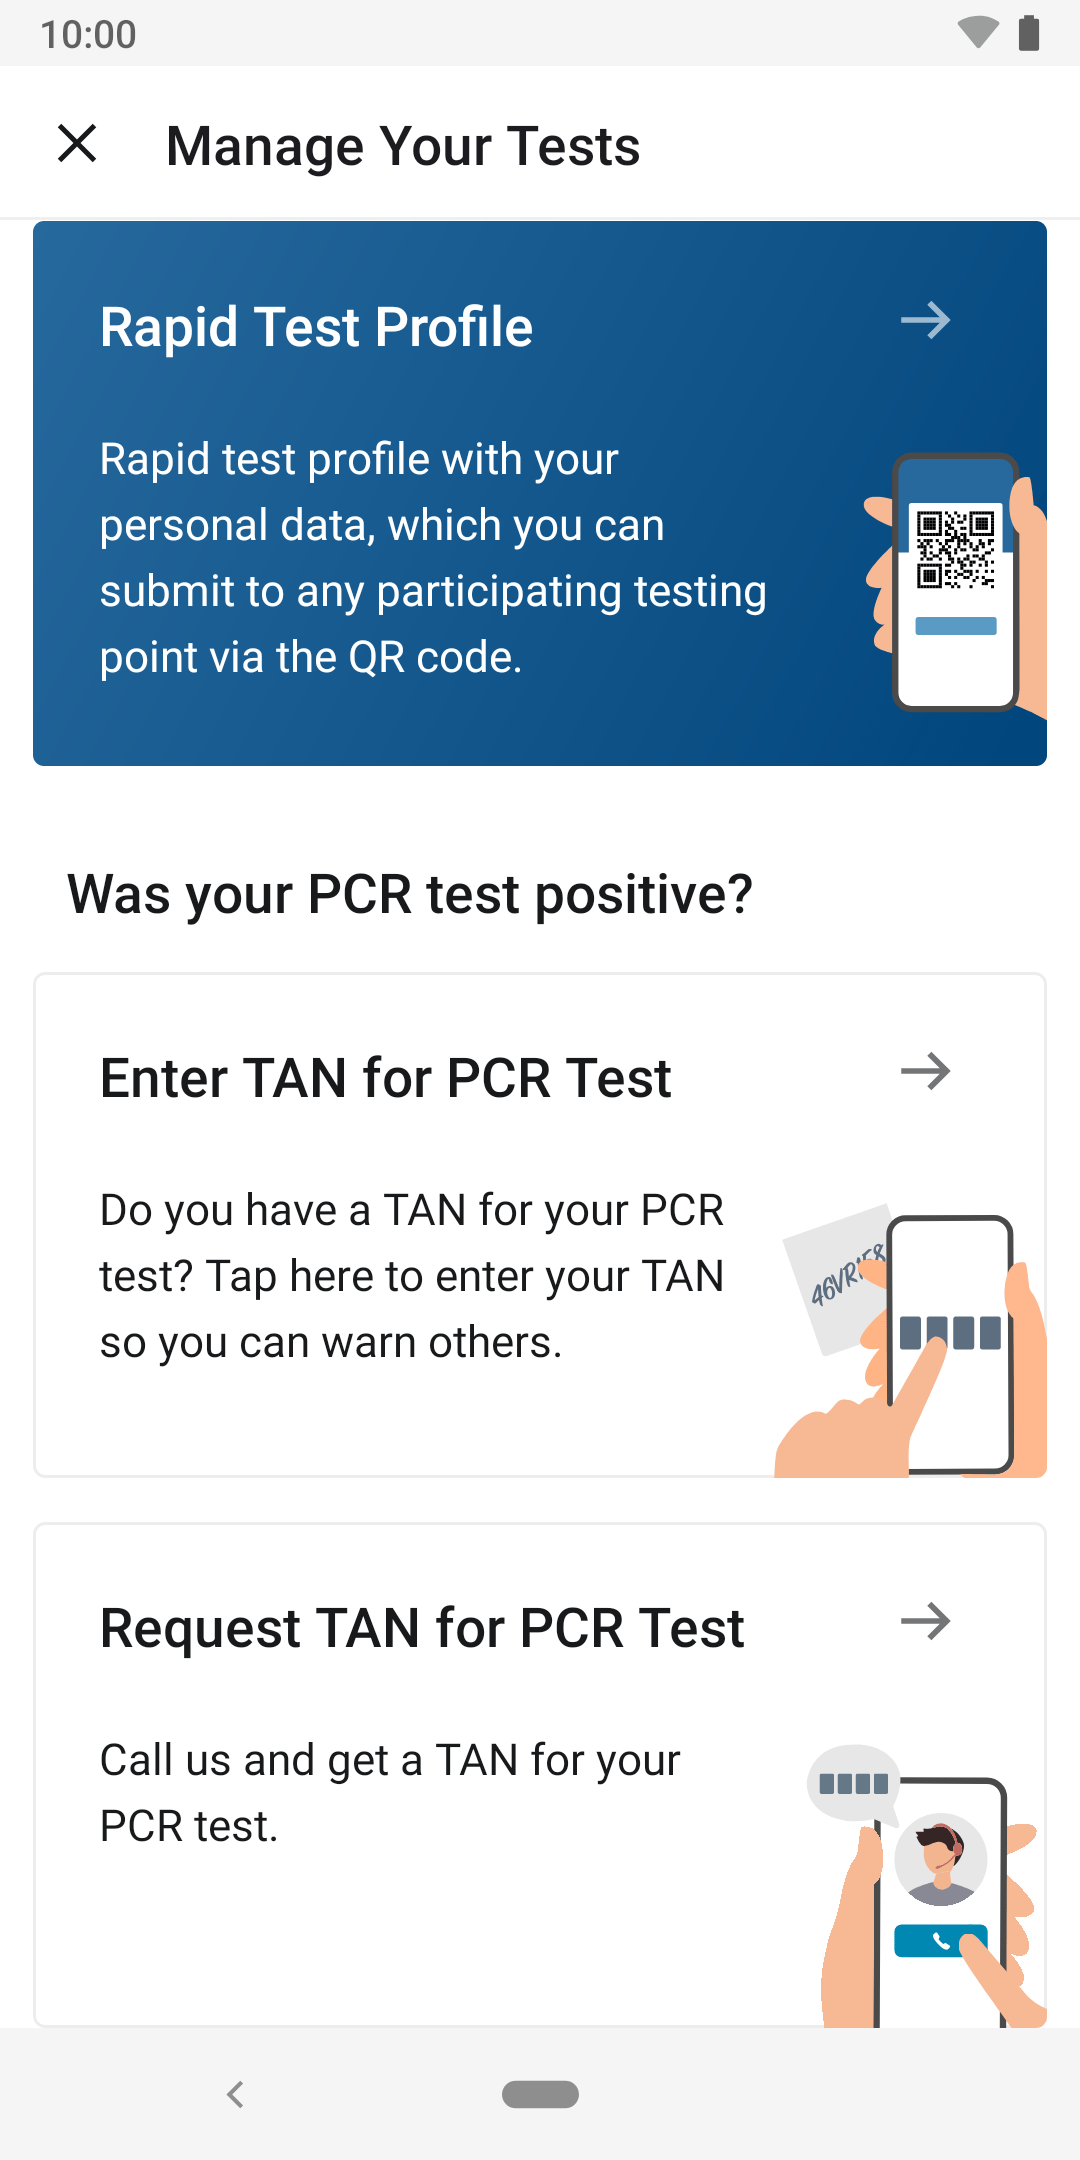 10:00
Manage Your Tests
Rapid Test Profile
Rapid test profile with your
personal data, which you can
submit to any participating testing
point via the QR code.
Was your PCR test positive?
Enter TAN for PCR Test
Do you have a TAN for your PCR
test? Tap here to enter your TAN
so you can warn others.
Request TAN for PCR Test
Call us and get a TAN for your
PCR test.